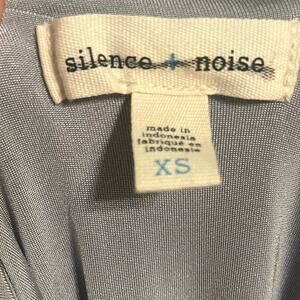 silence + noise
made in
indonesia
fabriqué en
indonésie
XS